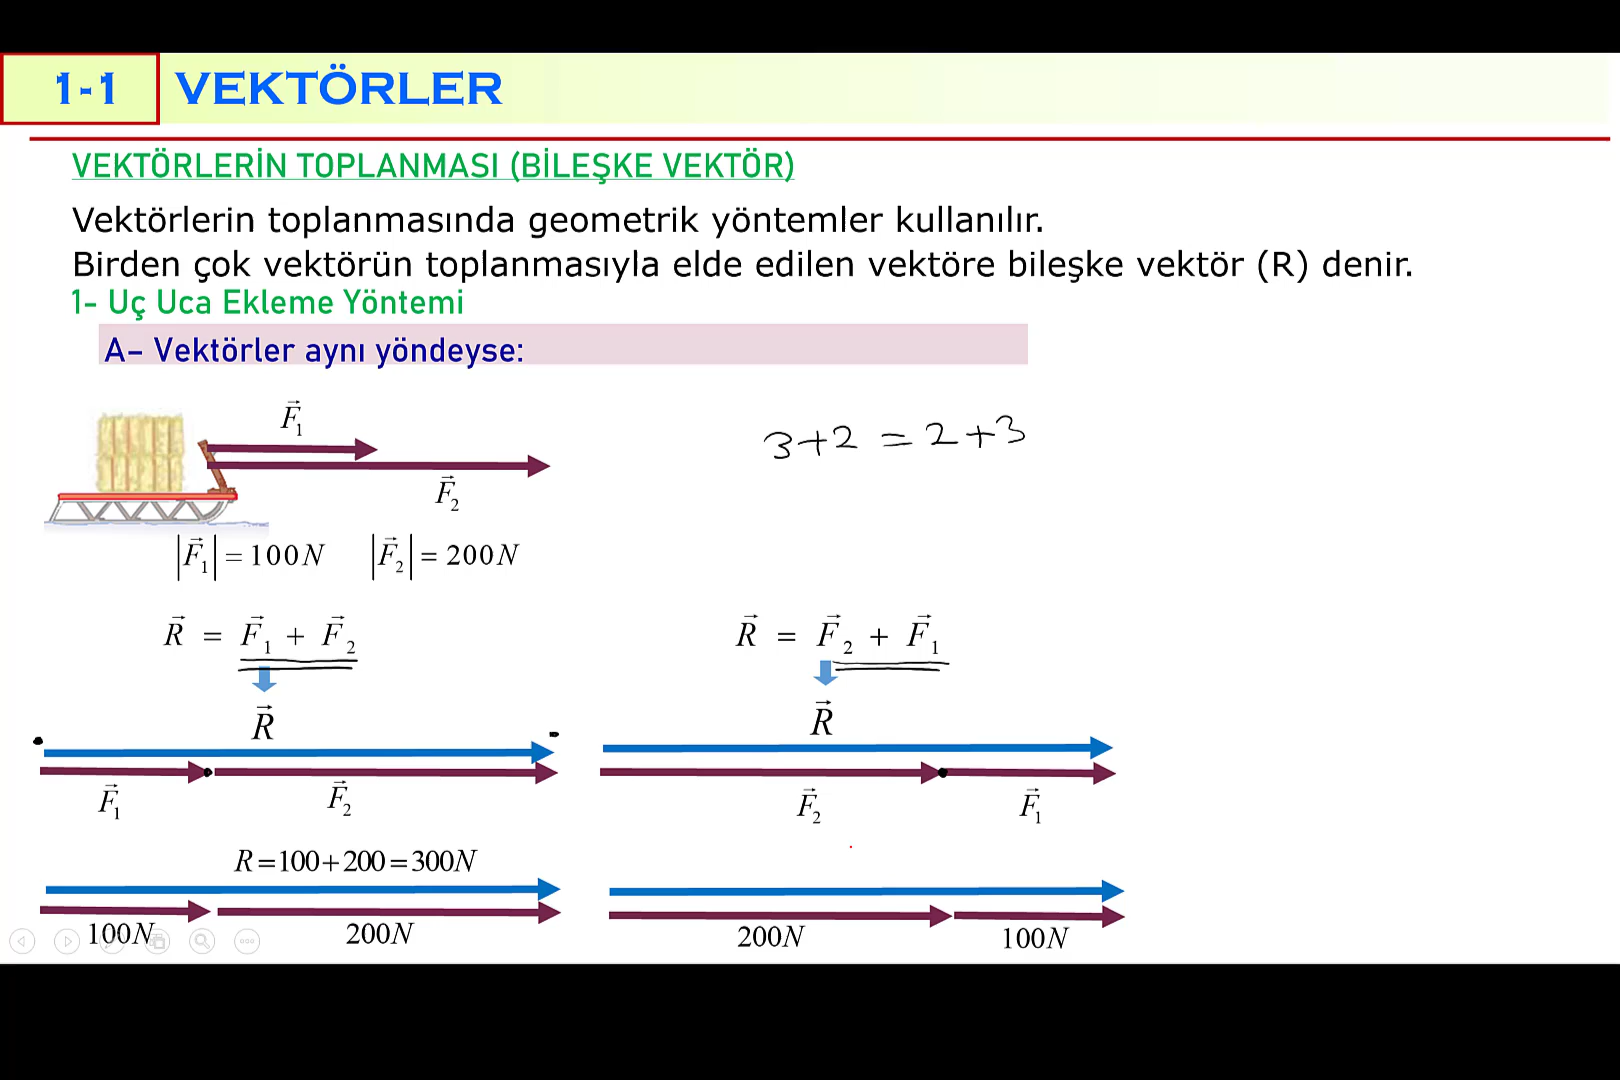 1-1 VEKTÖRLER
VEKTÖRLERİN TOPLANMASI (BİLEŞKE VEKTÖR)
Vektörlerin toplanmasında geometrik yöntemler kullanılır.
Birden çok vektörün toplanmasıyla elde edilen vektöre bileşke vektör (R) denir.
1- Uç Uca Ekleme Yöntemi
A- Vektörler aynı yöndeyse:
F⃗₁
3+2 = 2+3
F⃗₂
|F⃗₁| = 100N |F⃗₂| = 200N
R⃗ = F⃗₁ + F⃗₂
R⃗ = F⃗₂ + F⃗₁
R⃗
R⃗
F⃗₁ F⃗₂
F⃗₂ F⃗₁
R=100+200=300N
100N 200N
200N 100N